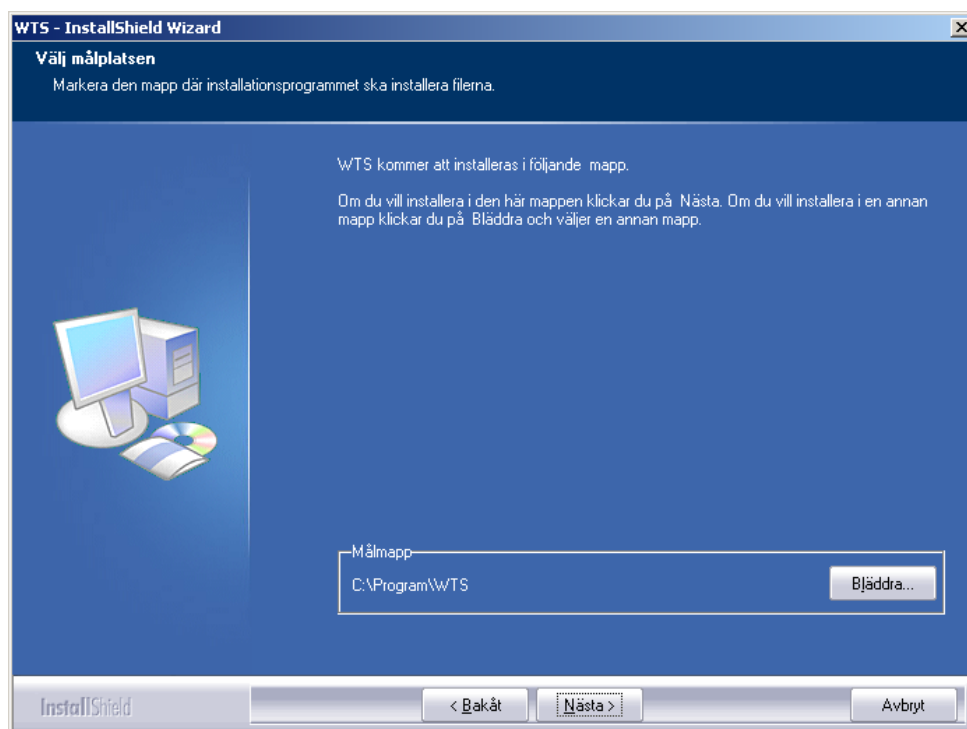 WTS - InstallShield Wizard
Välj målplatsen
Markera den mapp där installationsprogrammet ska installera filerna.
WTS kommer att installeras i följande  mapp.
Om du vill installera i den här mappen klickar du på  Nästa. Om du vill installera i en annan
mapp klickar du på  Bläddra och väljer en annan mapp.
Målmapp
C:\Program\WTS
Bläddra...
InstallShield
< Bakåt
Nästa >
Avbryt